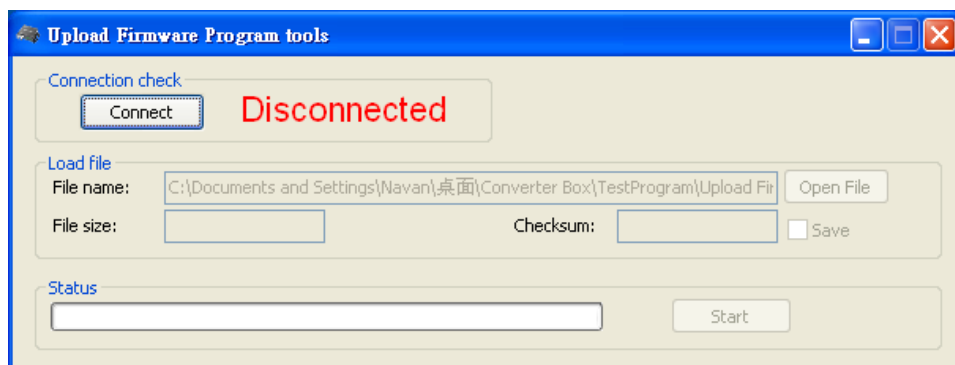 Upload Firmware Program tools
Connection check
Connect Disconnected
Load file
File name: C:\Documents and Settings\Navan\桌面\Converter Box\TestProgram\Upload Fir Open File
File size: Checksum: Save
Status
Start